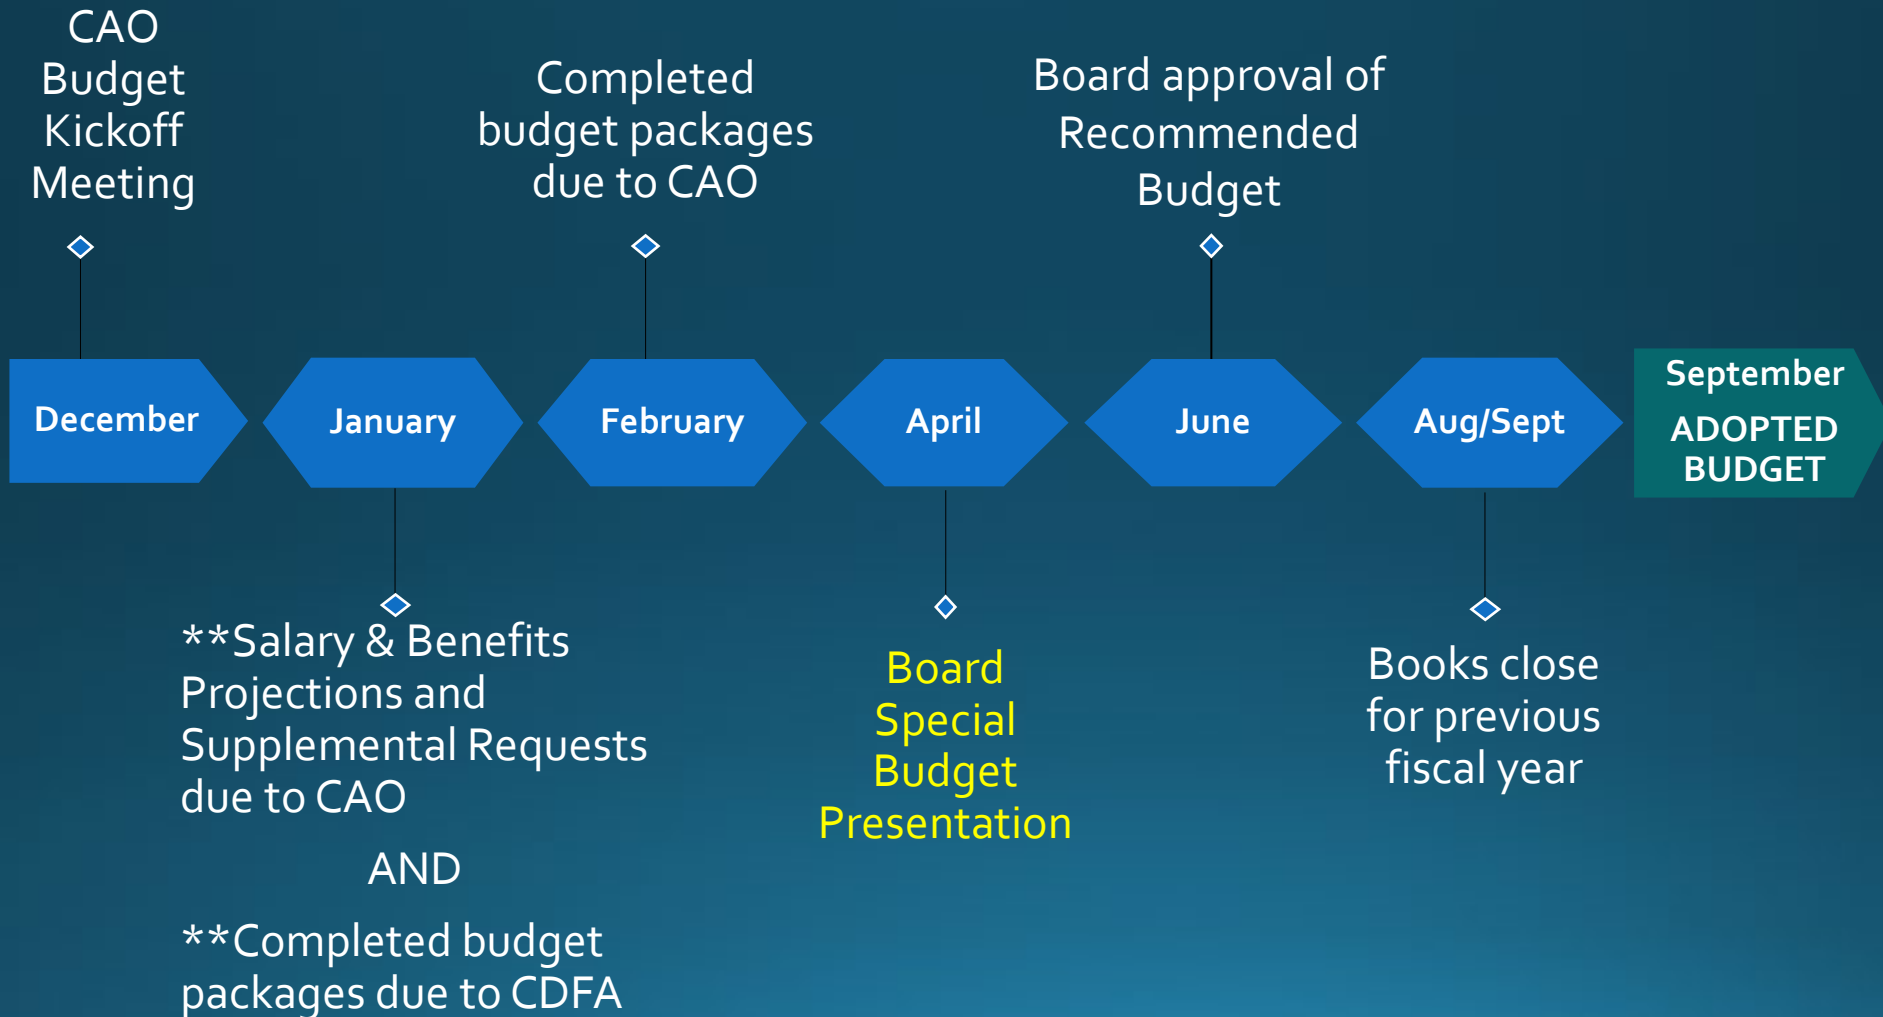 CAO
Budget
Kickoff
Meeting
Completed
budget packages
due to CAO
Board approval of
Recommended
Budget
December
January
February
April
June
Aug/Sept
September
ADOPTED
BUDGET
**Salary & Benefits
Projections and
Supplemental Requests
due to CAO
AND
**Completed budget
packages due to CDFA
Board
Special
Budget
Presentation
Books close
for previous
fiscal year